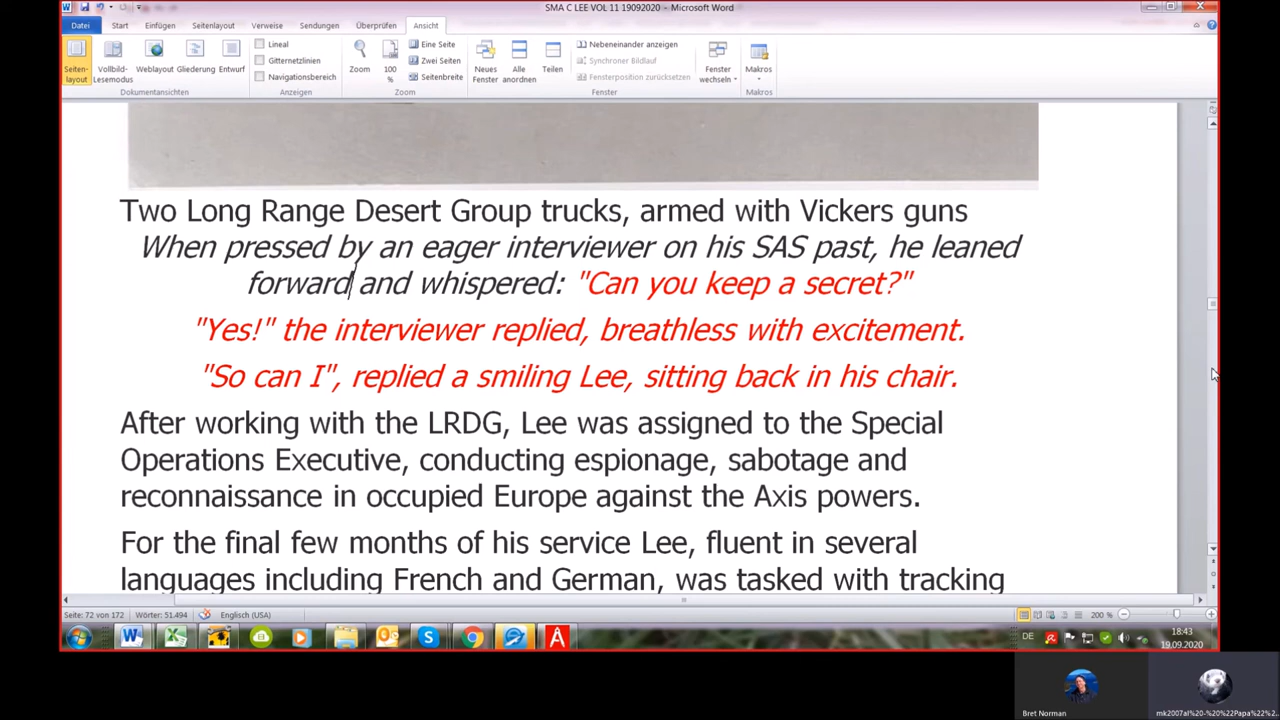 SMA C LEE VOL 11 19092020 - Microsoft Word
Datei Start Einfügen Seitenlayout Verweise Sendungen Überprüfen Ansicht
Seiten-layout Vollbild-Lesemodus Weblayout Gliederung Entwurf
Dokumentansichten
Lineal
Gitternetzlinien
Navigationsbereich
Anzeigen
Zoom 100 %
Eine Seite
Zwei Seiten
Seitenbreite
Zoom
Neues Fenster Alle anordnen Teilen
Nebeneinander anzeigen
Synchroner Bildlauf
Fensterposition zurücksetzen
Fenster wechseln
Fenster
Makros
Makros
Two Long Range Desert Group trucks, armed with Vickers guns
When pressed by an eager interviewer on his SAS past, he leaned
forward and whispered: "Can you keep a secret?"
"Yes!" the interviewer replied, breathless with excitement.
"So can I", replied a smiling Lee, sitting back in his chair.
After working with the LRDG, Lee was assigned to the Special
Operations Executive, conducting espionage, sabotage and
reconnaissance in occupied Europe against the Axis powers.
For the final few months of his service Lee, fluent in several
languages including French and German, was tasked with tracking
Seite: 72 von 172 Wörter: 51.494 Englisch (USA) 200 %
DE 18:43
19.09.2020
Bret Norman mk2007al%20-%20%22Papa%22%2...